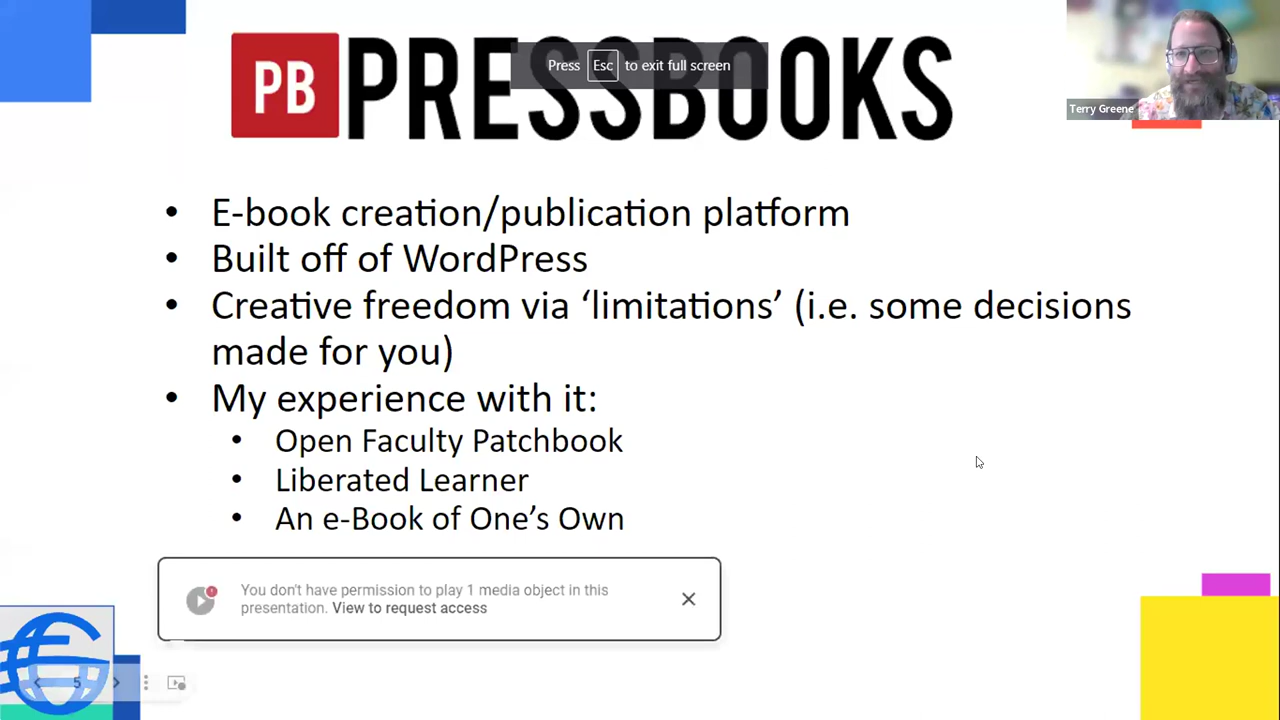 PB PRESSBOOKS
Press Esc to exit full screen
Terry Greene
• E-book creation/publication platform
• Built off of WordPress
• Creative freedom via ‘limitations’ (i.e. some decisions
made for you)
• My experience with it:
• Open Faculty Patchbook
• Liberated Learner
• An e-Book of One’s Own
You don't have permission to play 1 media object in this
presentation. View to request access
5